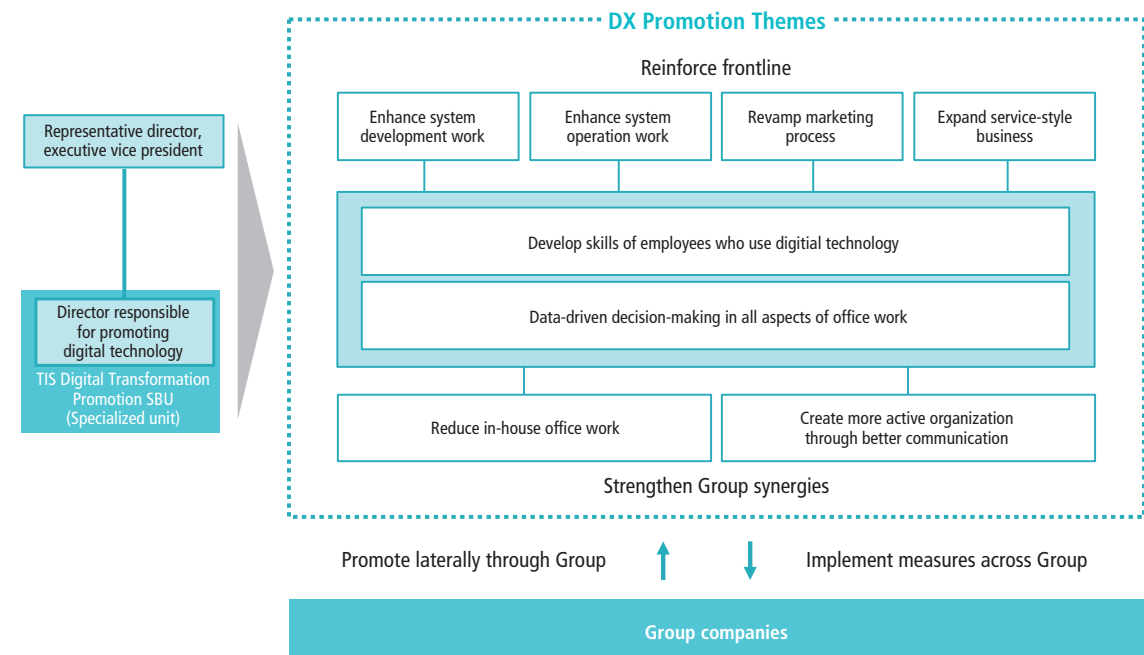 DX Promotion Themes
Reinforce frontline
Enhance system
development work
Enhance system
operation work
Revamp marketing
process
Expand service-style
business
Representative director,
executive vice president
Develop skills of employees who use digitial technology
Data-driven decision-making in all aspects of office work
Director responsible
for promoting
digital technology
TIS Digital Transformation
Promotion SBU
(Specialized unit)
Reduce in-house office work
Create more active organization
through better communication
Strengthen Group synergies
Promote laterally through Group
Implement measures across Group
Group companies